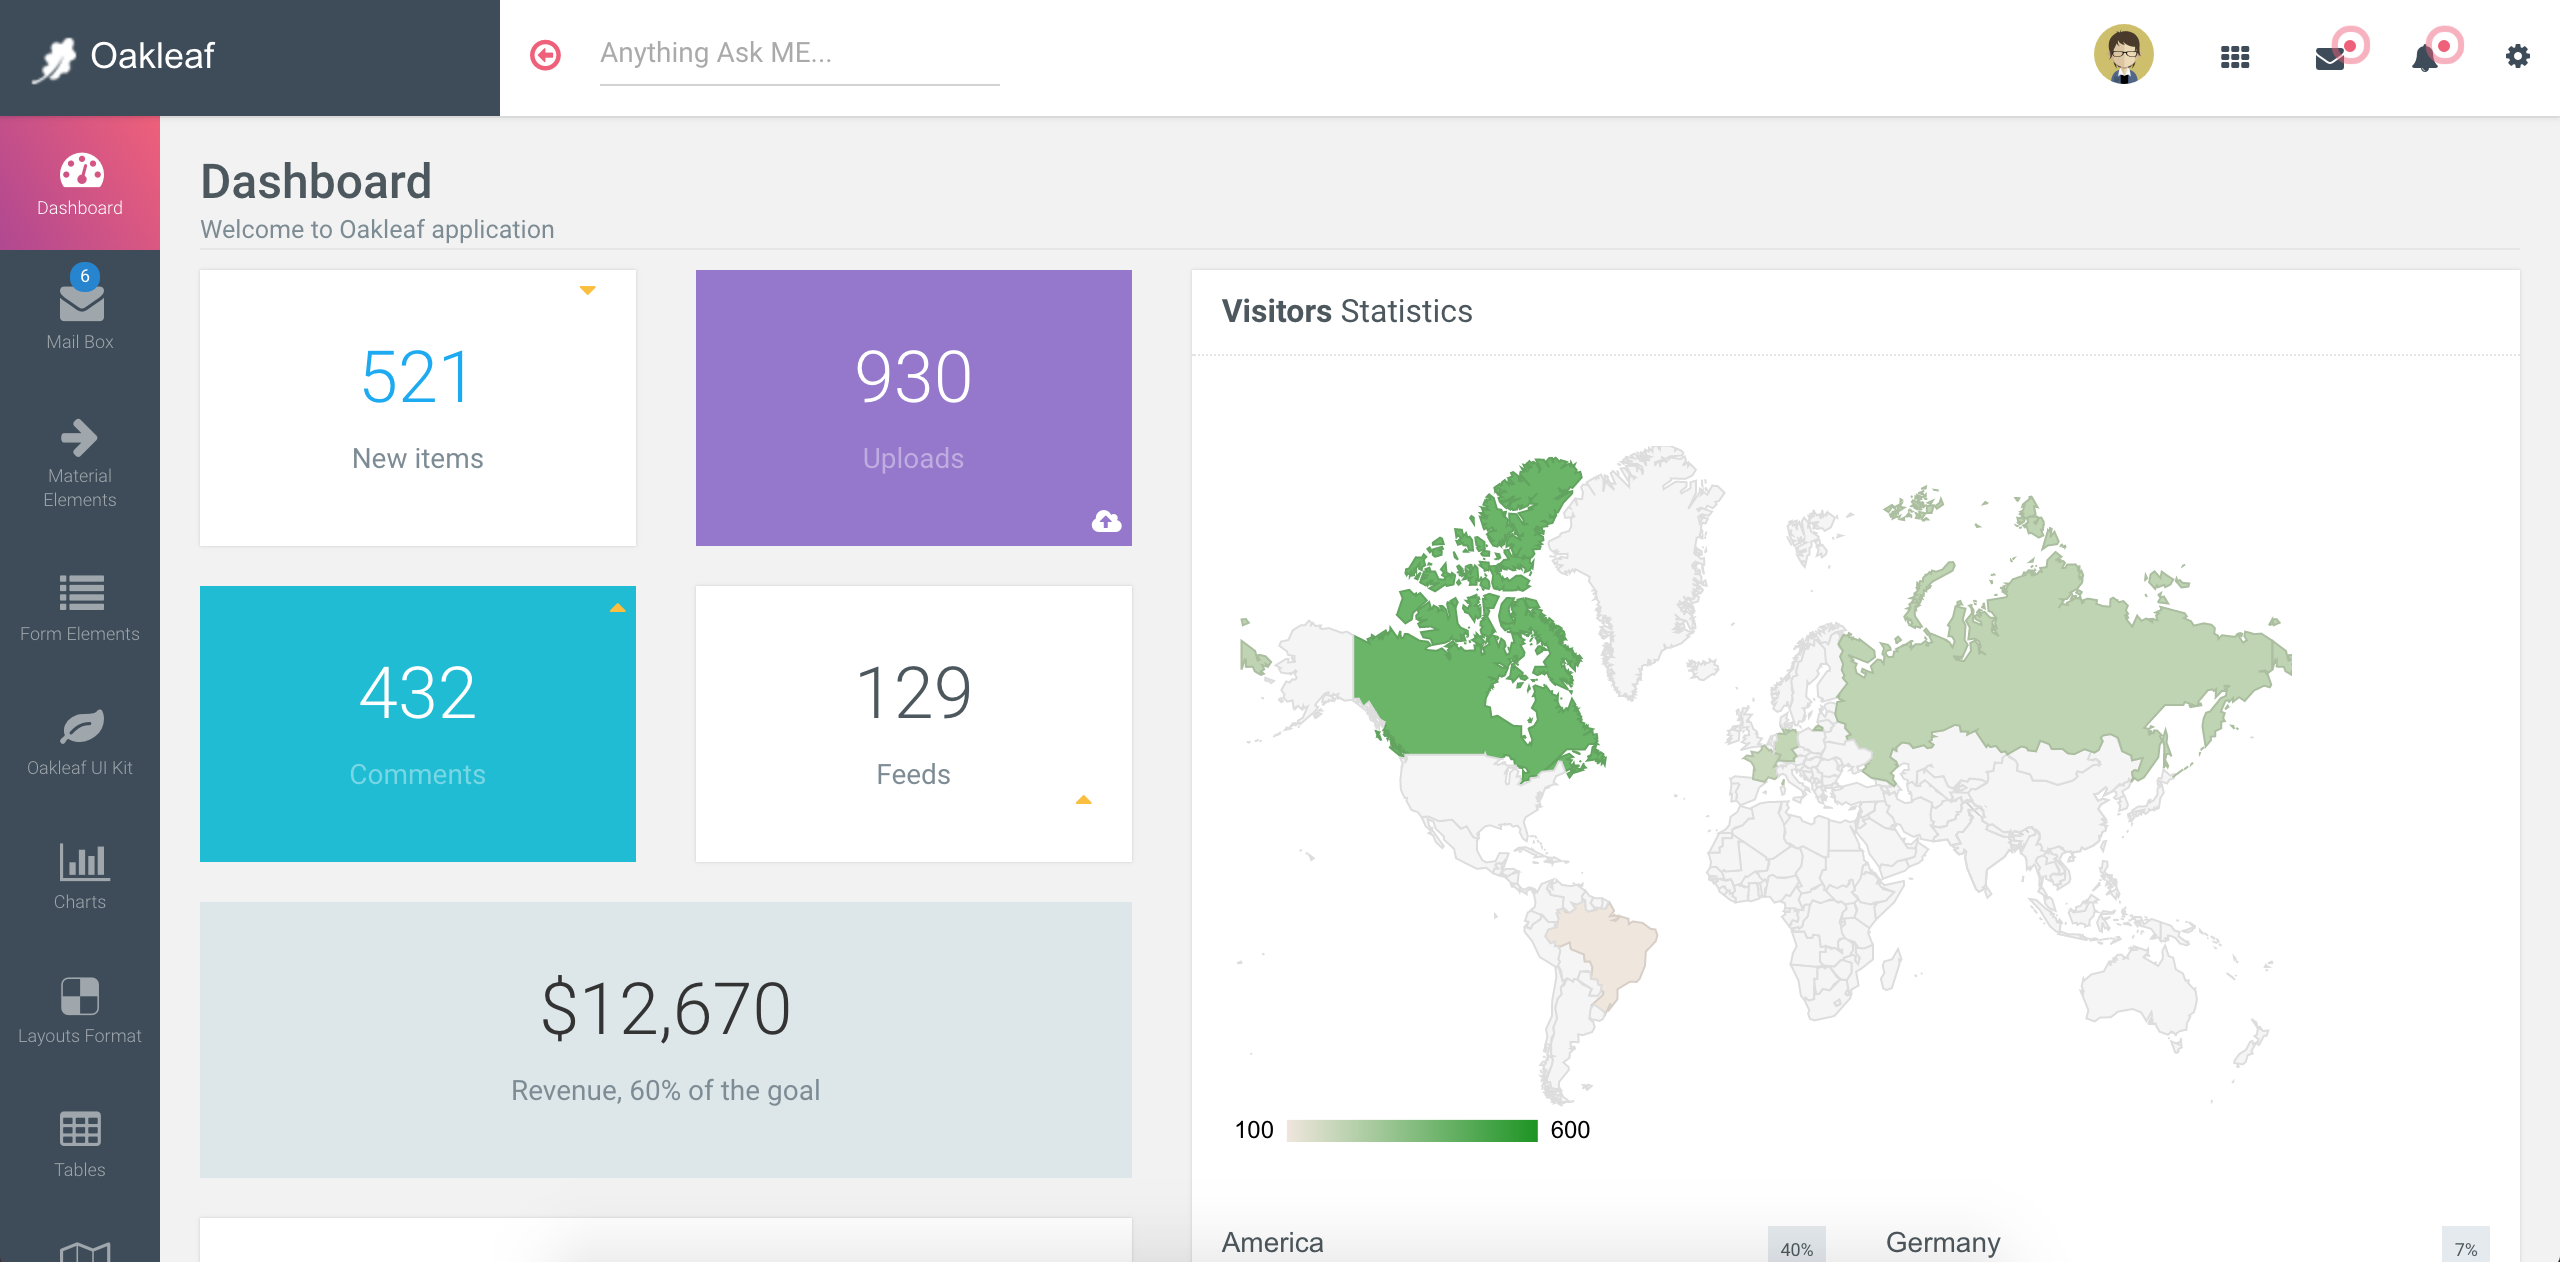 Oakleaf
Anything Ask ME...
Dashboard
6
Mail Box
Material
Elements
Form Elements
Oakleaf UI Kit
Charts
Layouts Format
Tables
Dashboard
Welcome to Oakleaf application
521
New items
930
Uploads
432
Comments
129
Feeds
$12,670
Revenue, 60% of the goal
Visitors Statistics
100 600
America 40% Germany 7%